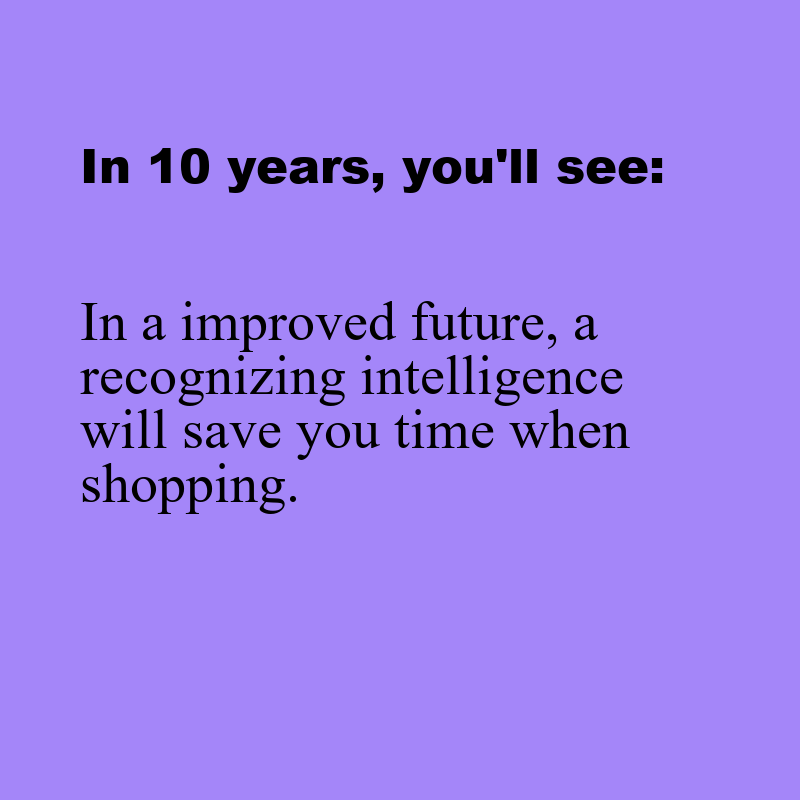 In 10 years, you'll see:
In a improved future, a
recognizing intelligence
will save you time when
shopping.